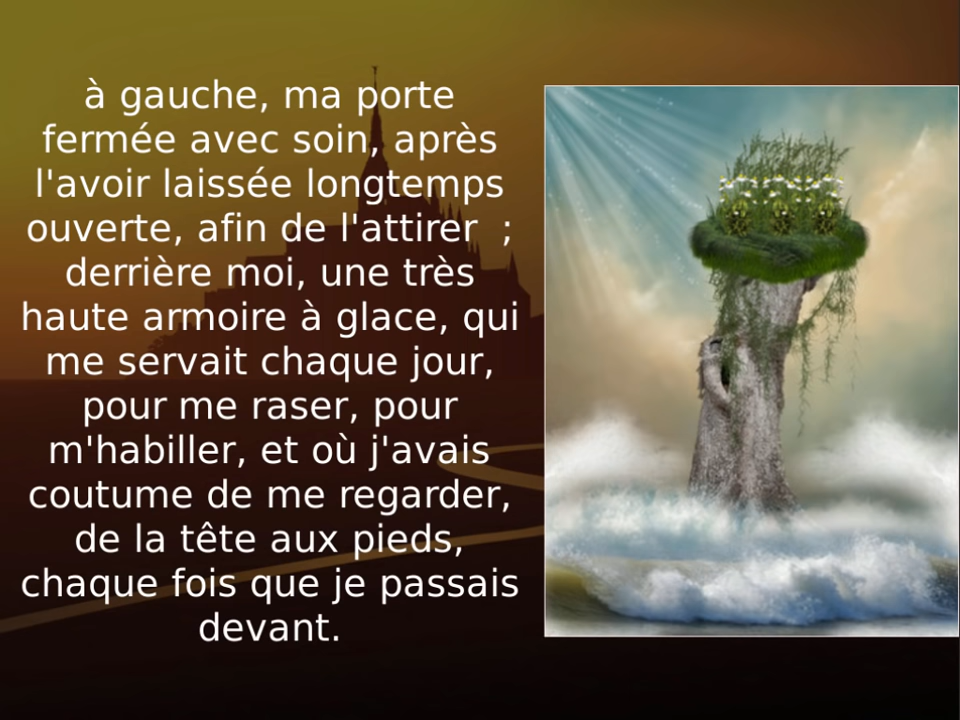 à gauche, ma porte
fermée avec soin, après
l'avoir laissée longtemps
ouverte, afin de l'attirer  ;
derrière moi, une très
haute armoire à glace, qui
me servait chaque jour,
pour me raser, pour
m'habiller, et où j'avais
coutume de me regarder,
de la tête aux pieds,
chaque fois que je passais
devant.